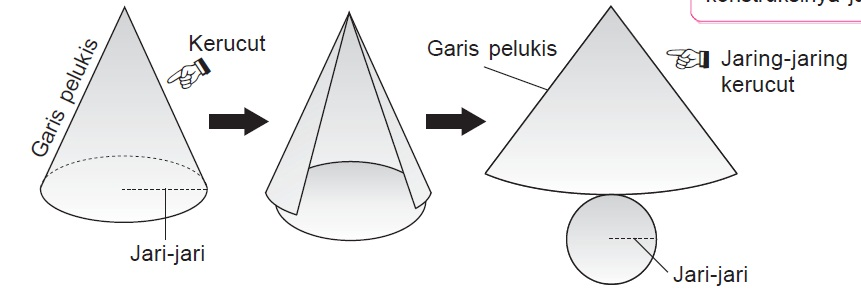 Garis pelukis
Kerucut
Jari-jari
Garis pelukis
Jaring-jaring
kerucut
Jari-jari